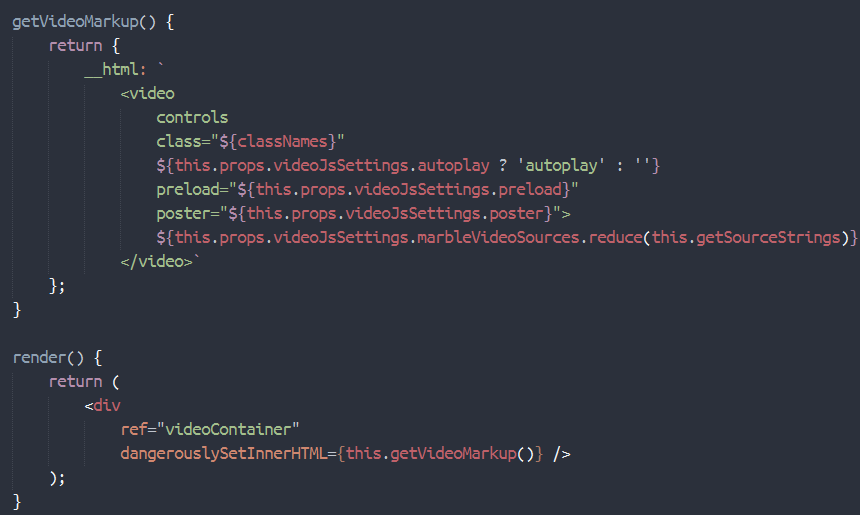 getVideoMarkup() {
    return {
        __html: `
            <video
                controls
                class="${classNames}"
                ${this.props.videoJsSettings.autoplay ? 'autoplay' : ''}
                preload="${this.props.videoJsSettings.preload}"
                poster="${this.props.videoJsSettings.poster}">
                ${this.props.videoJsSettings.marbleVideoSources.reduce(this.getSourceStrings)}
            </video>`
    };
}

render() {
    return (
        <div
            ref="videoContainer"
            dangerouslySetInnerHTML={this.getVideoMarkup()} />
    );
}